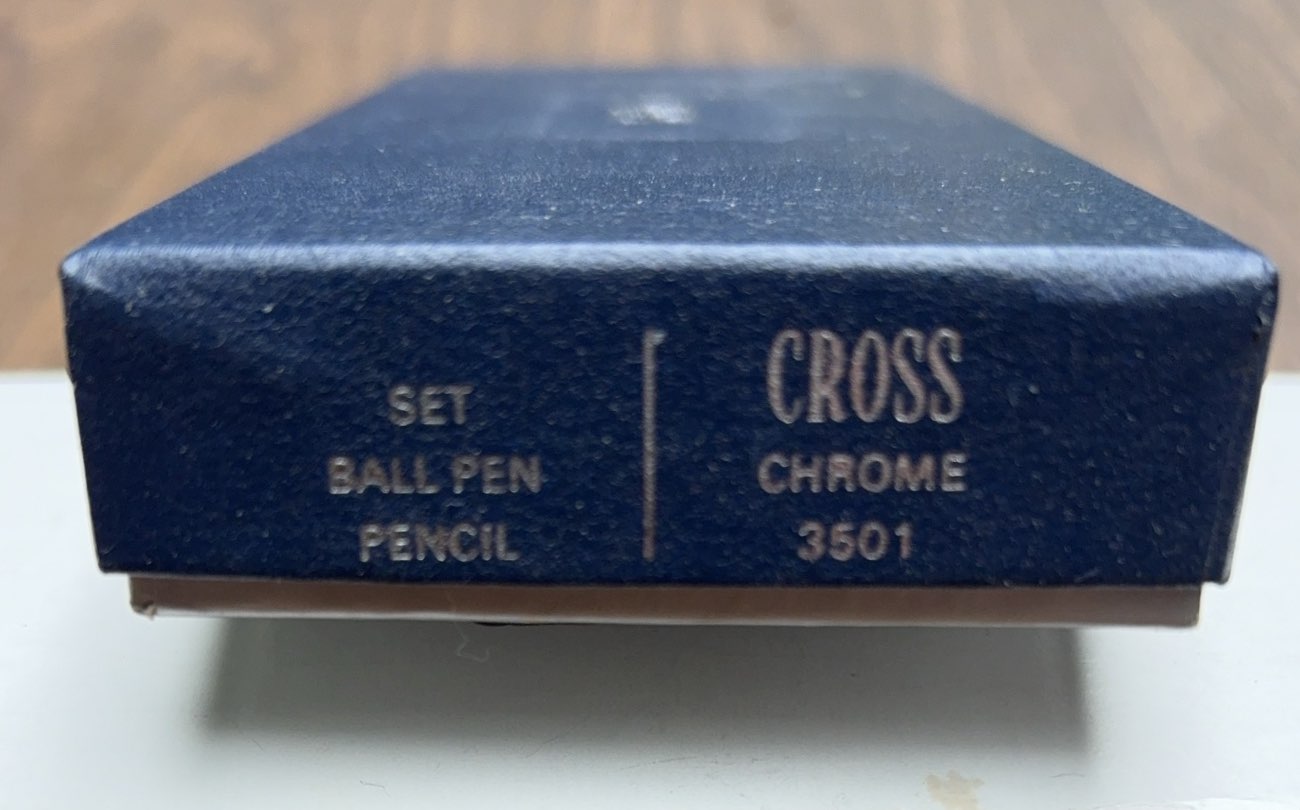 SET
BALL PEN
PENCIL
CROSS
CHROME
3501